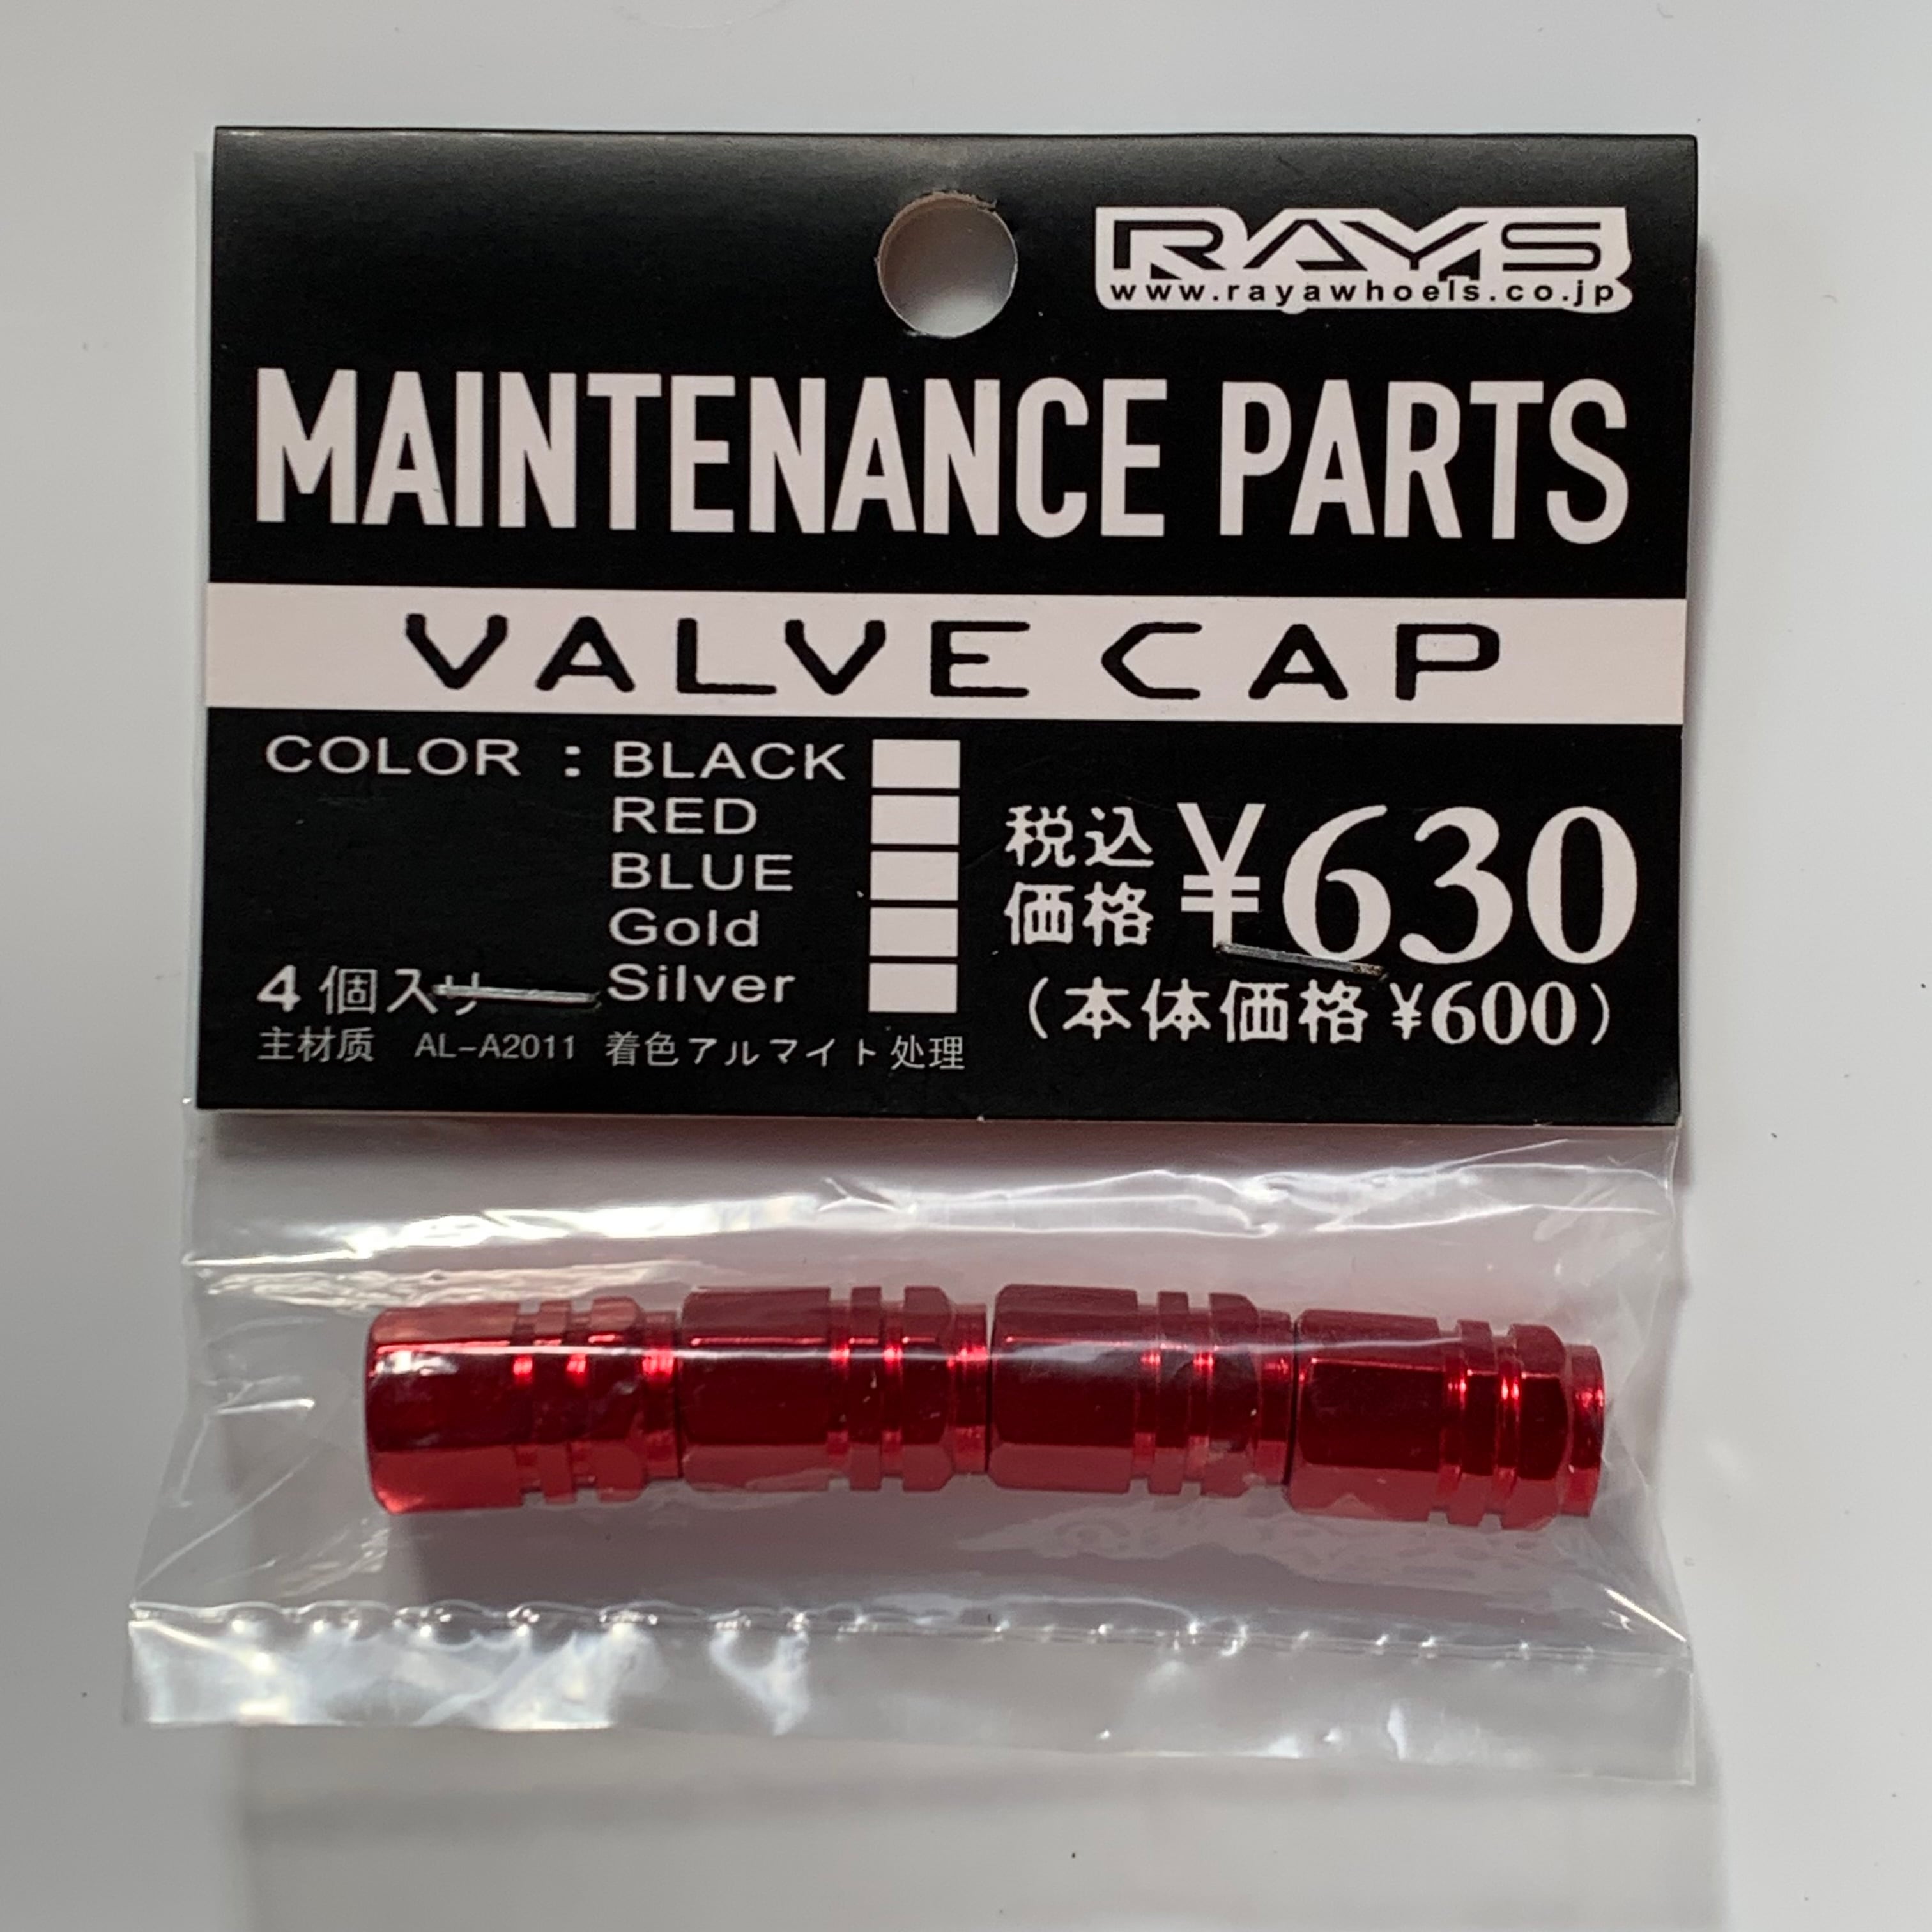 RAYS
www.rayawhoels.co.jp
MAINTENANCE PARTS
VALVE CAP
COLOR : BLACK
RED
BLUE
Gold
Silver
4個入り
主材质 AL-A2011 着色アルマイト处理
税込
価格
¥630
(本体価格¥600)